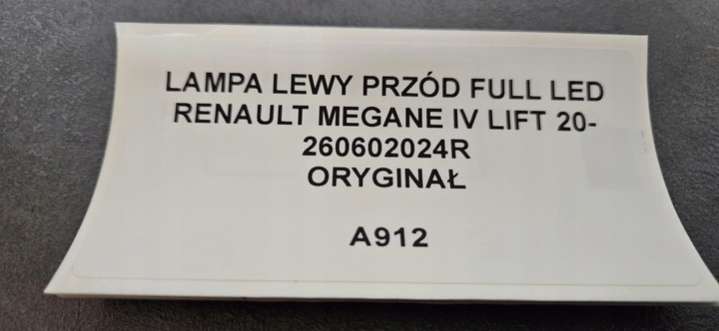 LAMPA LEWY PRZÓD FULL LED
RENAULT MEGANE IV LIFT 20-
260602024R
ORYGINAŁ
A912